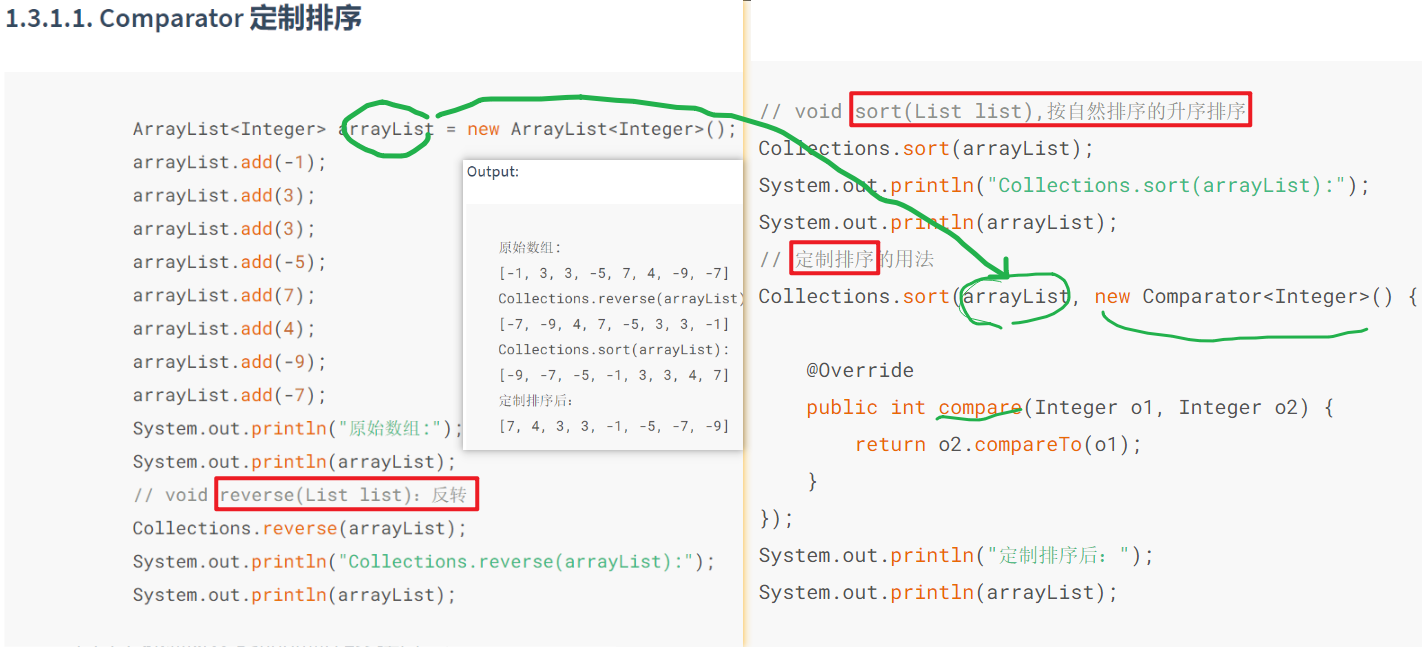 1.3.1.1. Comparator 定制排序
ArrayList<Integer> arrayList = new ArrayList<Integer>();
arrayList.add(-1);
arrayList.add(3);
arrayList.add(3);
arrayList.add(-5);
arrayList.add(7);
arrayList.add(4);
arrayList.add(-9);
arrayList.add(-7);
System.out.println("原始数组:");
System.out.println(arrayList);
// void reverse(List list): 反转
Collections.reverse(arrayList);
System.out.println("Collections.reverse(arrayList):");
System.out.println(arrayList);
Output:
原始数组:
[-1, 3, 3, -5, 7, 4, -9, -7]
Collections.reverse(arrayList)
[-7, -9, 4, 7, -5, 3, 3, -1]
Collections.sort(arrayList):
[-9, -7, -5, -1, 3, 3, 4, 7]
定制排序后:
[7, 4, 3, 3, -1, -5, -7, -9]
// void sort(List list),按自然排序的升序排序
Collections.sort(arrayList);
System.out.println("Collections.sort(arrayList):");
System.out.println(arrayList);
// 定制排序的用法
Collections.sort(arrayList, new Comparator<Integer>() {
@Override
public int compare(Integer o1, Integer o2) {
return o2.compareTo(o1);
}
});
System.out.println("定制排序后: ");
System.out.println(arrayList);